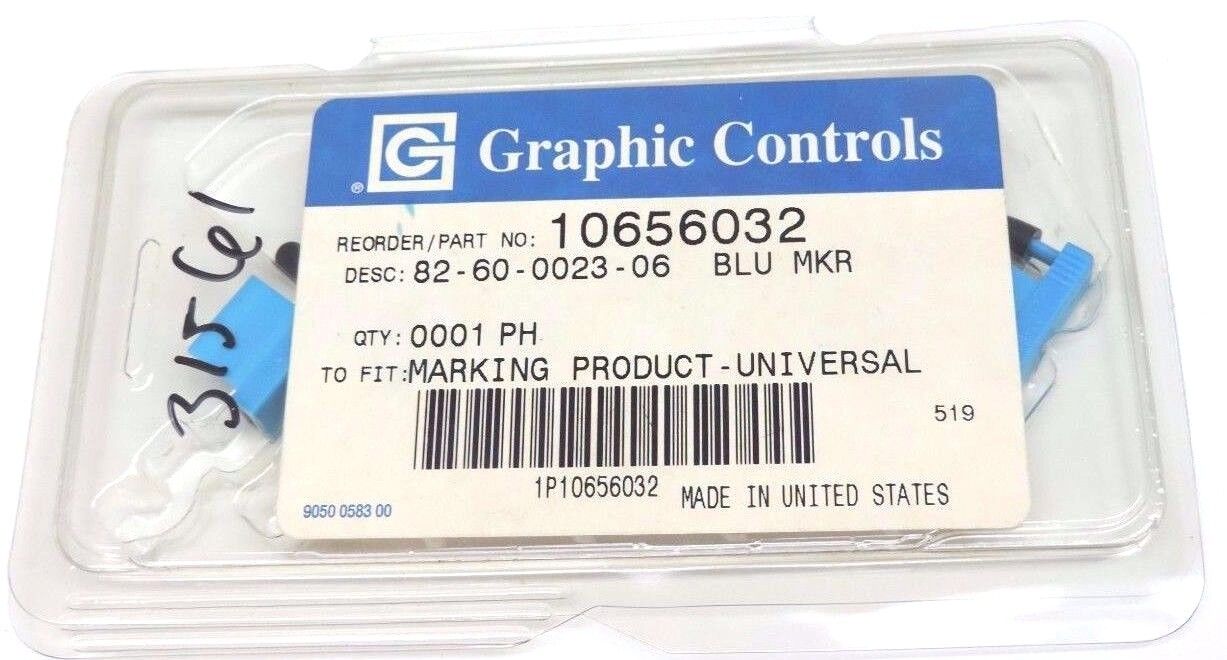 G ® Graphic Controls
REORDER/PART NO: 10656032
DESC: 82-60-0023-06 BLU MKR
QTY: 0001 PH
TO FIT: MARKING PRODUCT-UNIVERSAL
519
1P10656032
MADE IN UNITED STATES
9050 0583 00
315